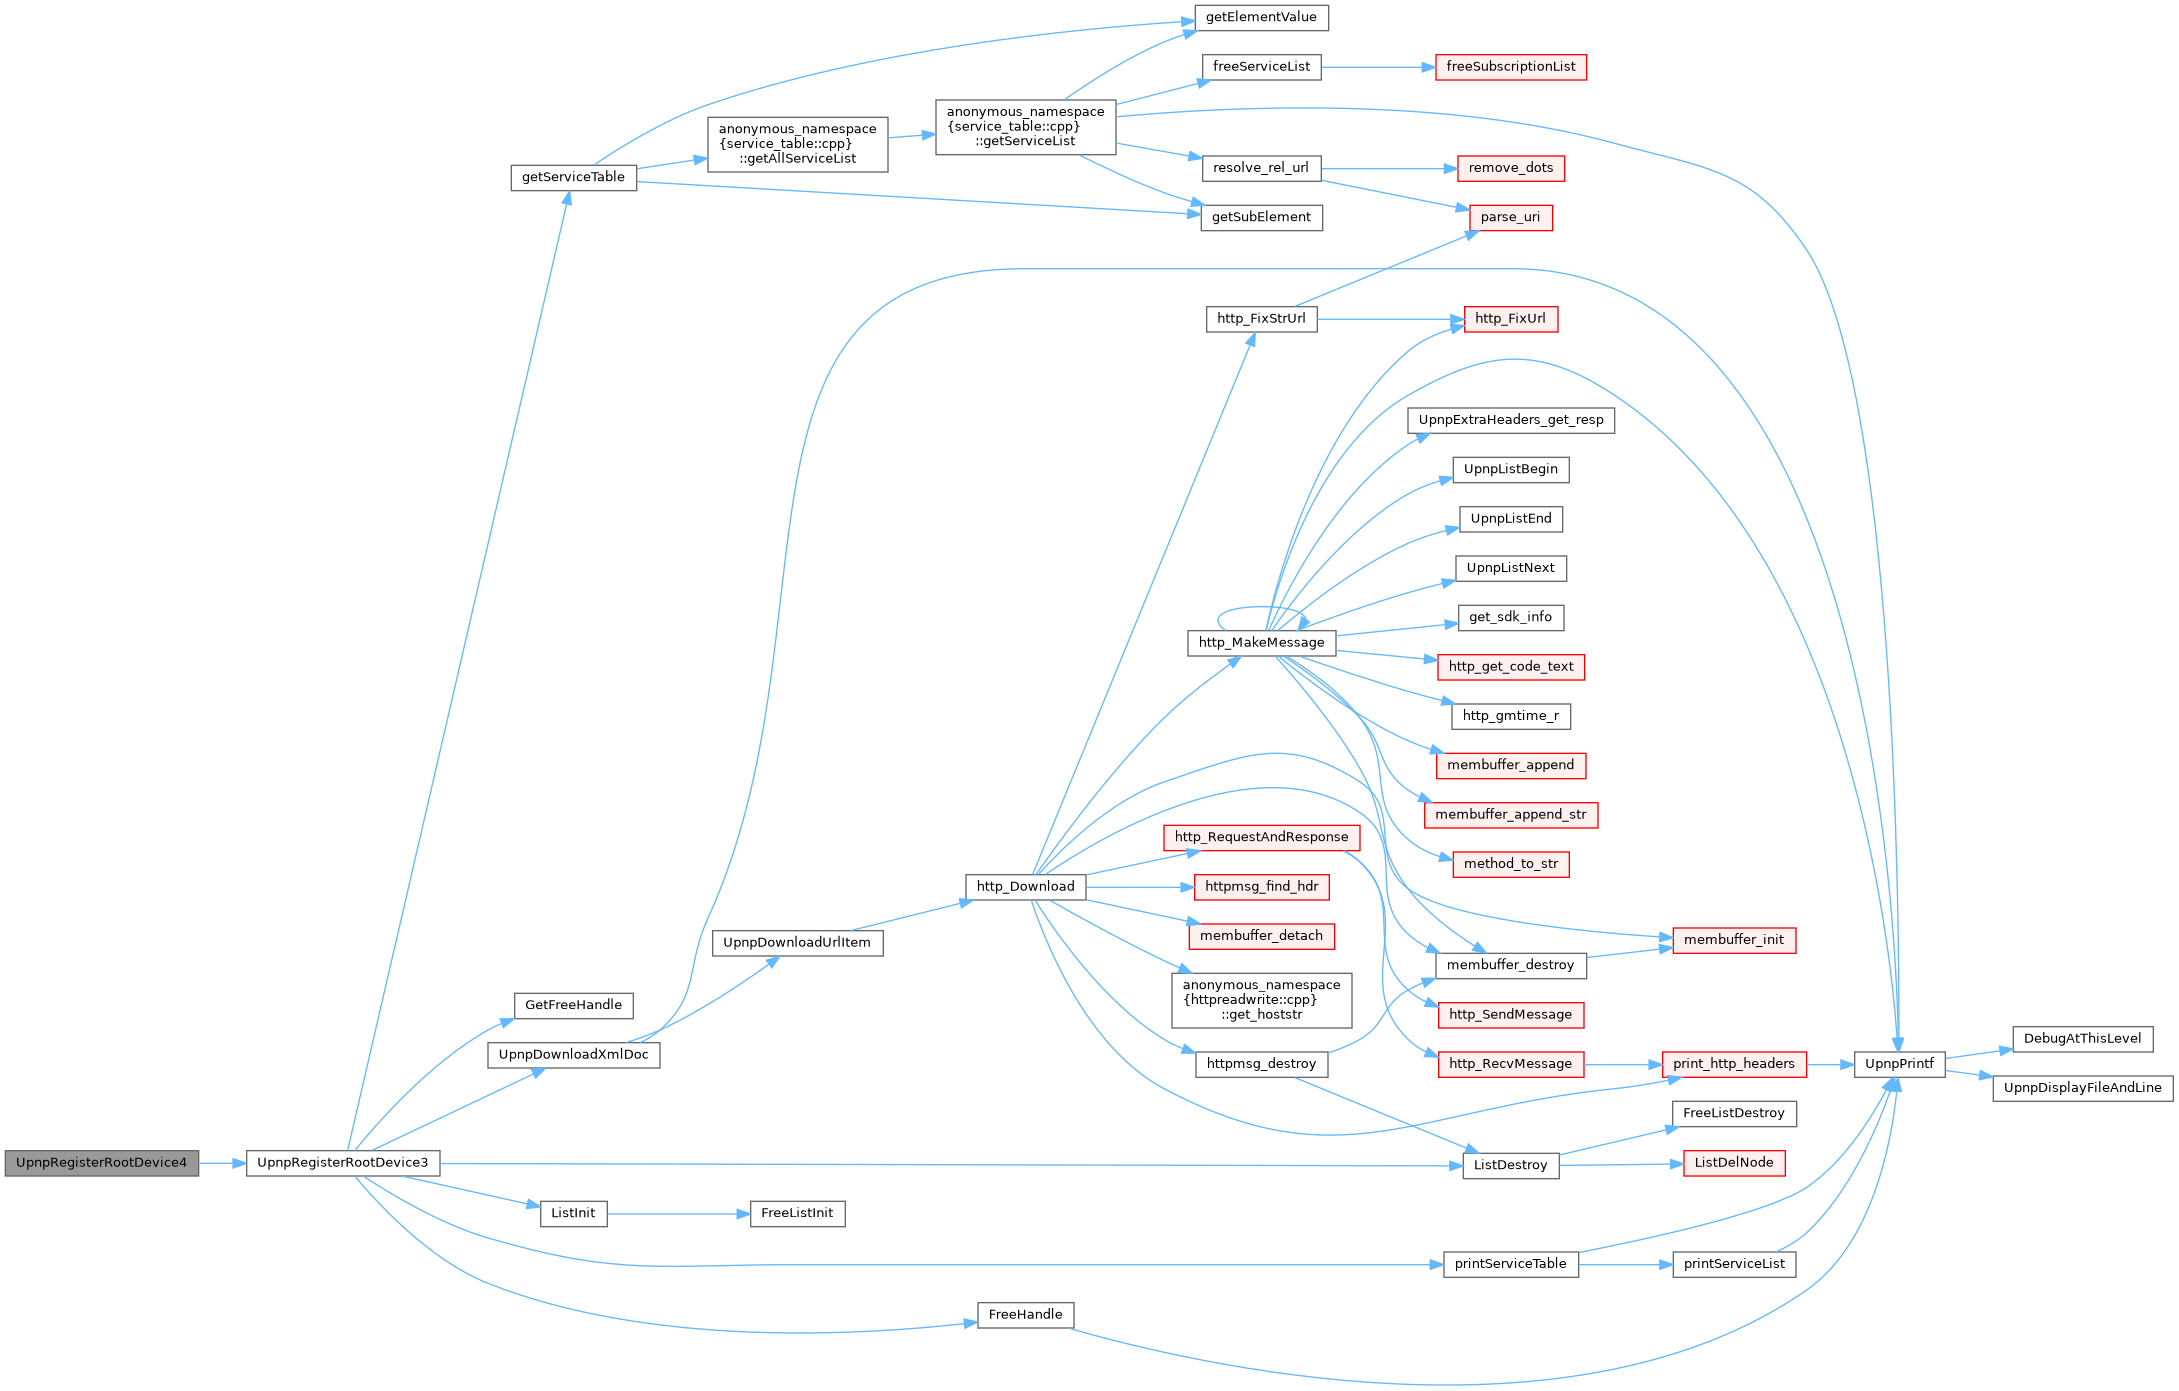 getElementValue
freeServiceList
freeSubscriptionList
anonymous_namespace
{service_table::cpp}
::getServiceList
anonymous_namespace
{service_table::cpp}
::getAllServiceList
getServiceTable
resolve_rel_url
remove_dots
getSubElement
parse_uri
http_FixStrUrl
http_FixUrl
UpnpExtraHeaders_get_resp
UpnpListBegin
UpnpListEnd
UpnpListNext
get_sdk_info
http_MakeMessage
http_get_code_text
http_gmtime_r
membuffer_append
membuffer_append_str
http_RequestAndResponse
method_to_str
http_Download
httpmsg_find_hdr
membuffer_detach
UpnpDownloadUrlItem
membuffer_init
membuffer_destroy
anonymous_namespace
{httpreadwrite::cpp}
::get_hoststr
GetFreeHandle
http_SendMessage
UpnpDownloadXmlDoc
httpmsg_destroy
http_RecvMessage
print_http_headers
UpnpPrintf
DebugAtThisLevel
UpnpDisplayFileAndLine
FreeListDestroy
UpnpRegisterRootDevice4
UpnpRegisterRootDevice3
ListDestroy
ListDelNode
ListInit
FreeListInit
printServiceTable
printServiceList
FreeHandle